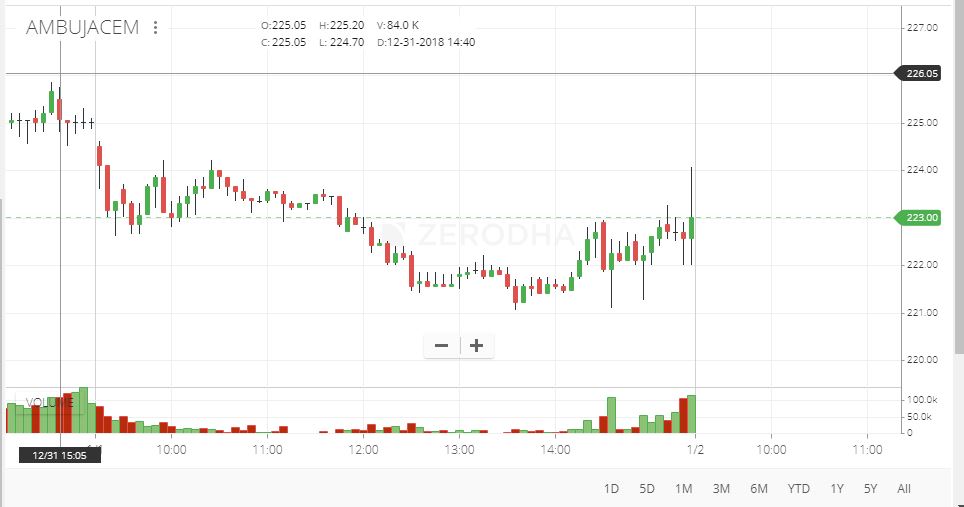 AMBUJACEM
O:225.05 H:225.20 V:84.0 K
C:225.05 L: 224.70 D:12-31-2018 14:40
227.00
226.05
225.00
224.00
223.00
ZERODHA
222.00
221.00
220.00
VOLUME
100.0k
50.0k
0
10:00 11:00 12:00 13:00 14:00 1/2 10:00 11:00
12/31 15:05
1D 5D 1M 3M 6M YTD 1Y 5Y All